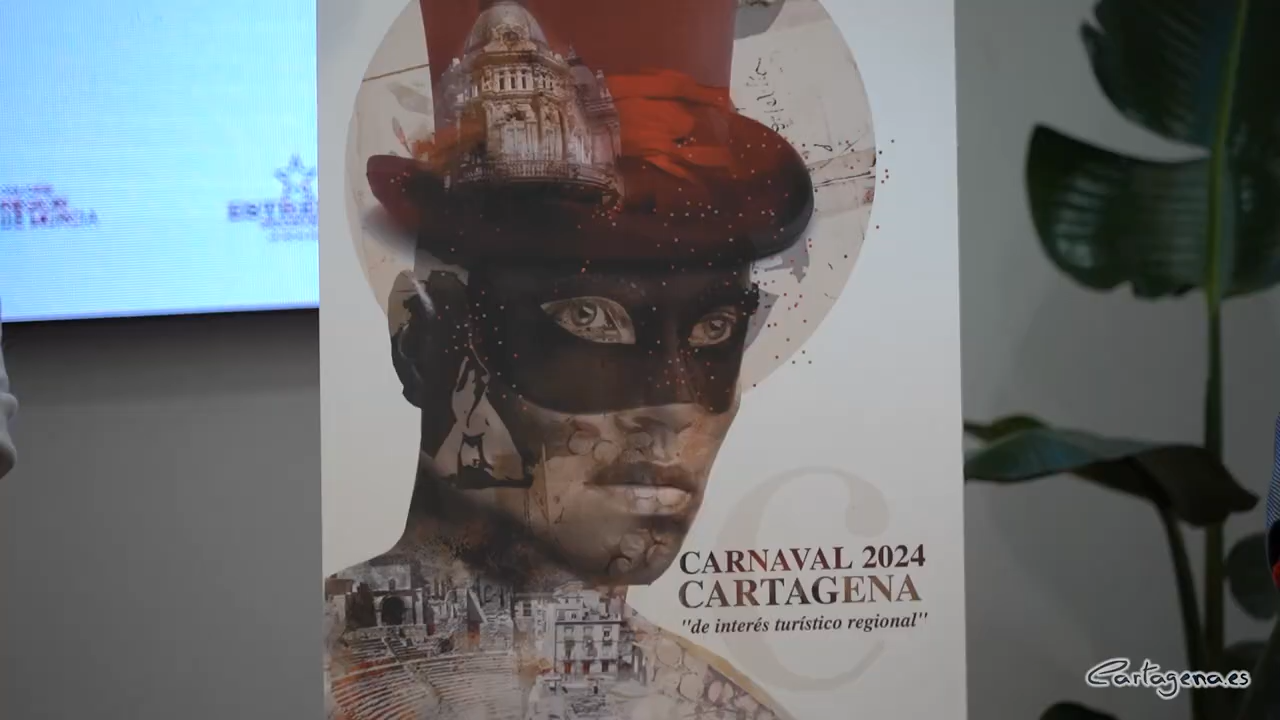 CARNAVAL 2024
CARTAGENA
"de interés turístico regional"
Cartagena.es